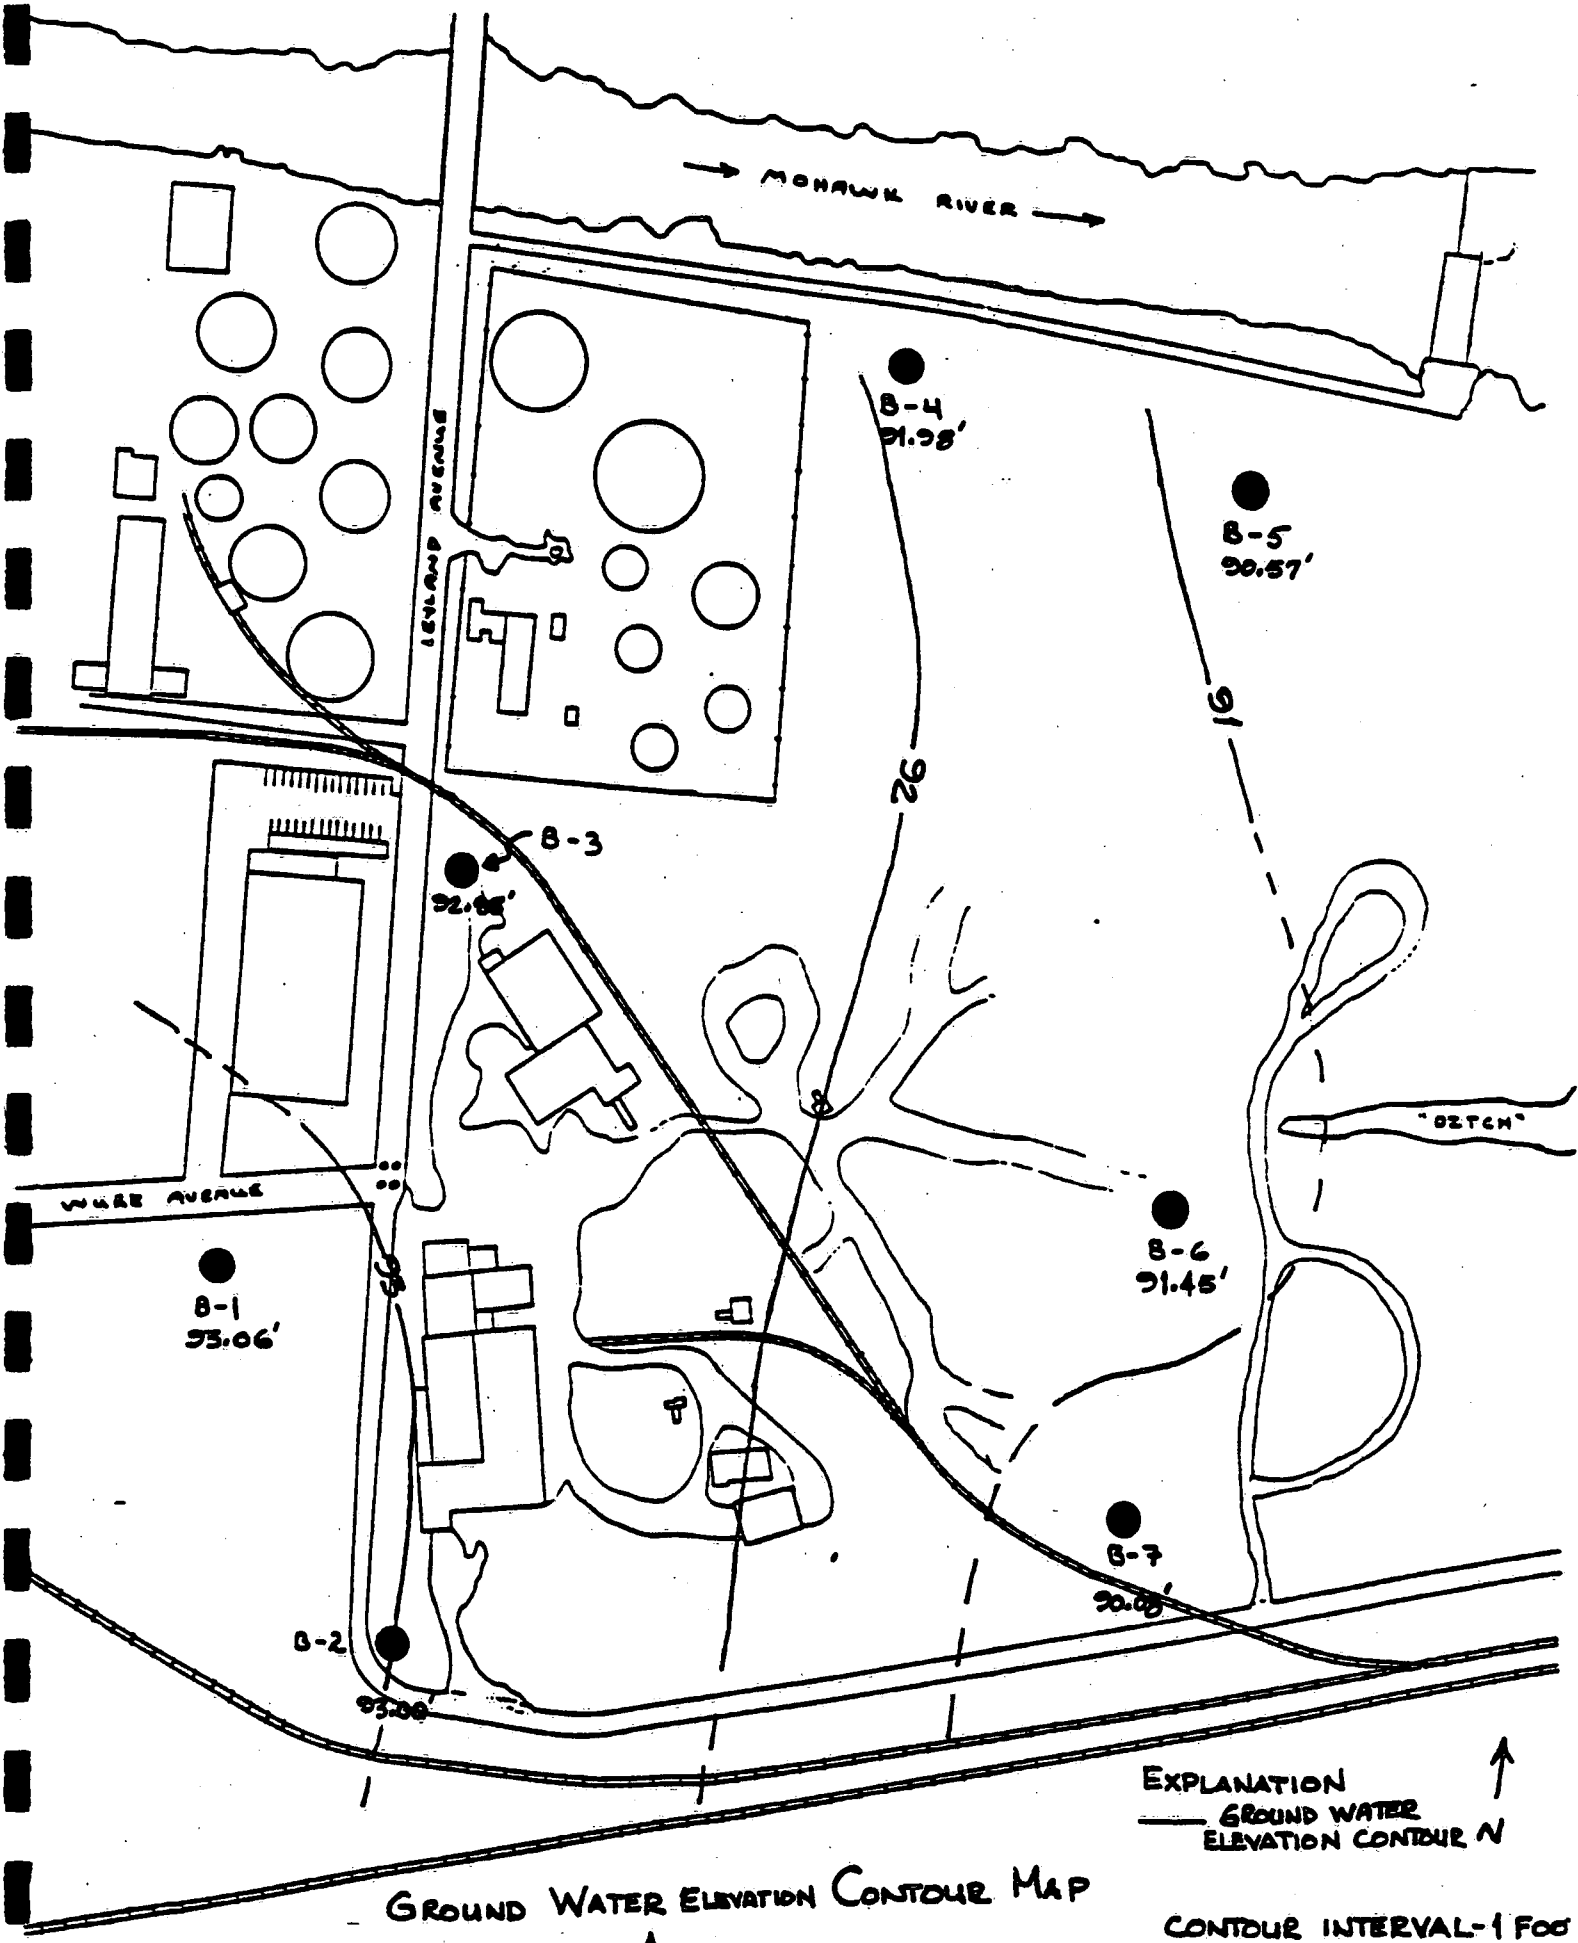 MOHAWK RIVER
B-4
91.98'
LEYLAND AVENUE
B-5
90.57'
91
92
B-3
"DITCH"
WURZ AVENUE
B-6
91.45'
93
B-1
93.06'
B-7
B-2
93.00
EXPLANATION
GROUND WATER
ELEVATION CONTOUR
N
GROUND WATER ELEVATION CONTOUR MAP
CONTOUR INTERVAL-1 FOO